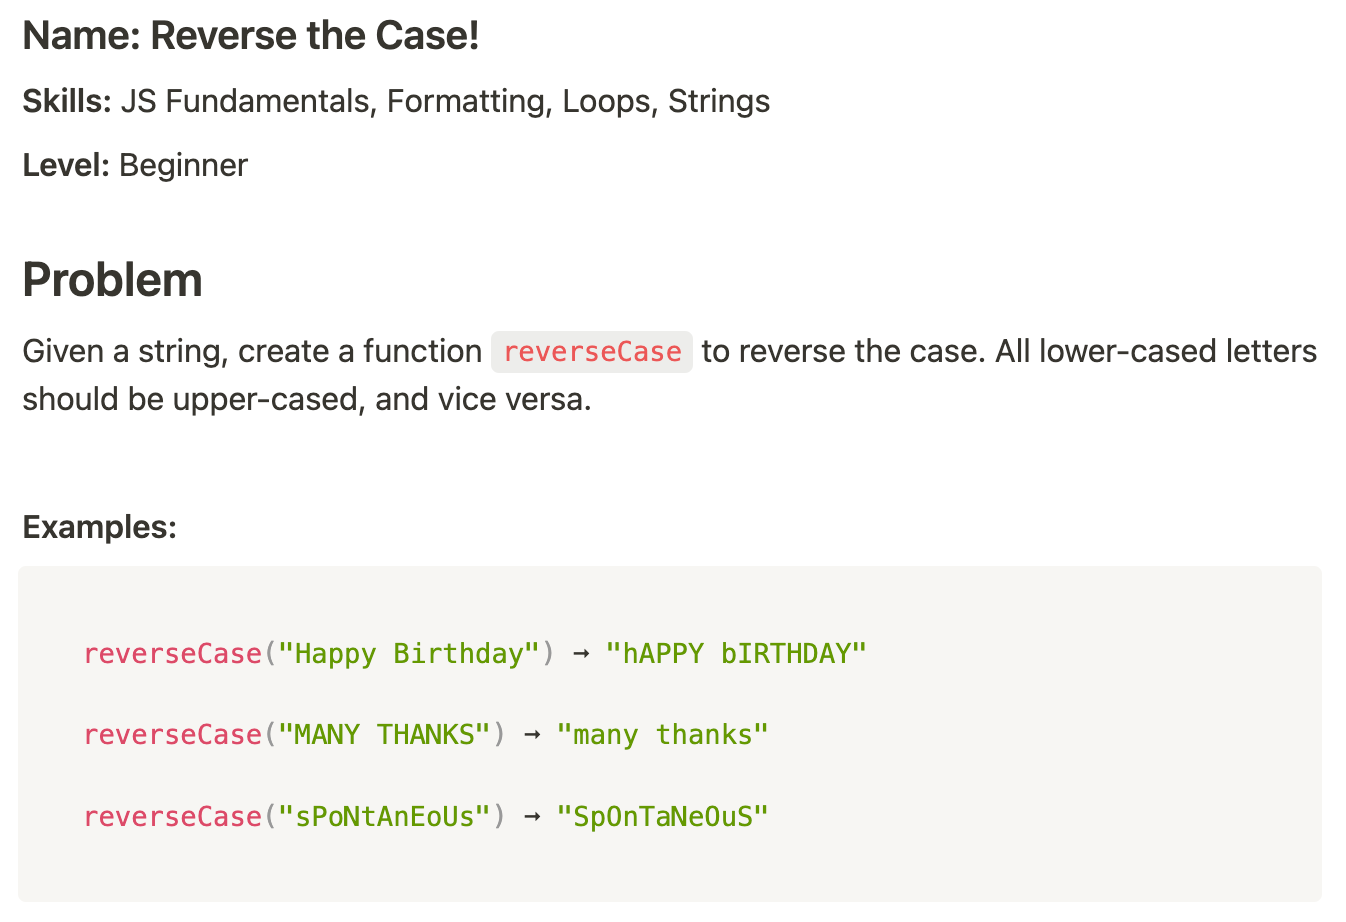 Name: Reverse the Case!
Skills: JS Fundamentals, Formatting, Loops, Strings
Level: Beginner
Problem
Given a string, create a function reverseCase to reverse the case. All lower-cased letters
should be upper-cased, and vice versa.
Examples:
reverseCase("Happy Birthday") → "hAPPY bIRTHDAY"
reverseCase("MANY THANKS") → "many thanks"
reverseCase("sPoNtAnEoUs") → "SpOnTaNeOuS"